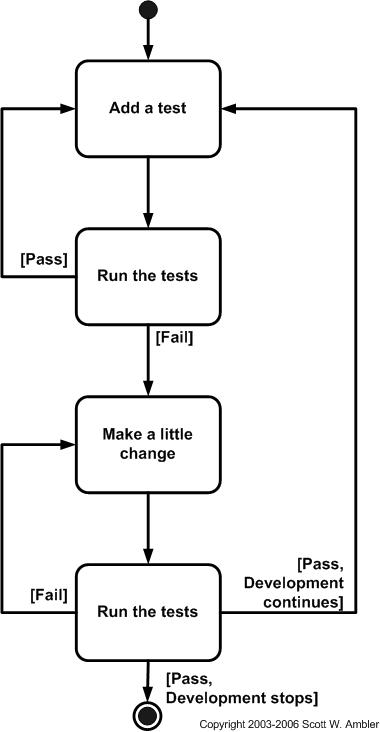 Add a test
Run the tests
[Pass]
[Fail]
Make a little
change
Run the tests
[Fail]
[Pass,
Development
continues]
[Pass,
Development stops]
Copyright 2003-2006 Scott W. Ambler